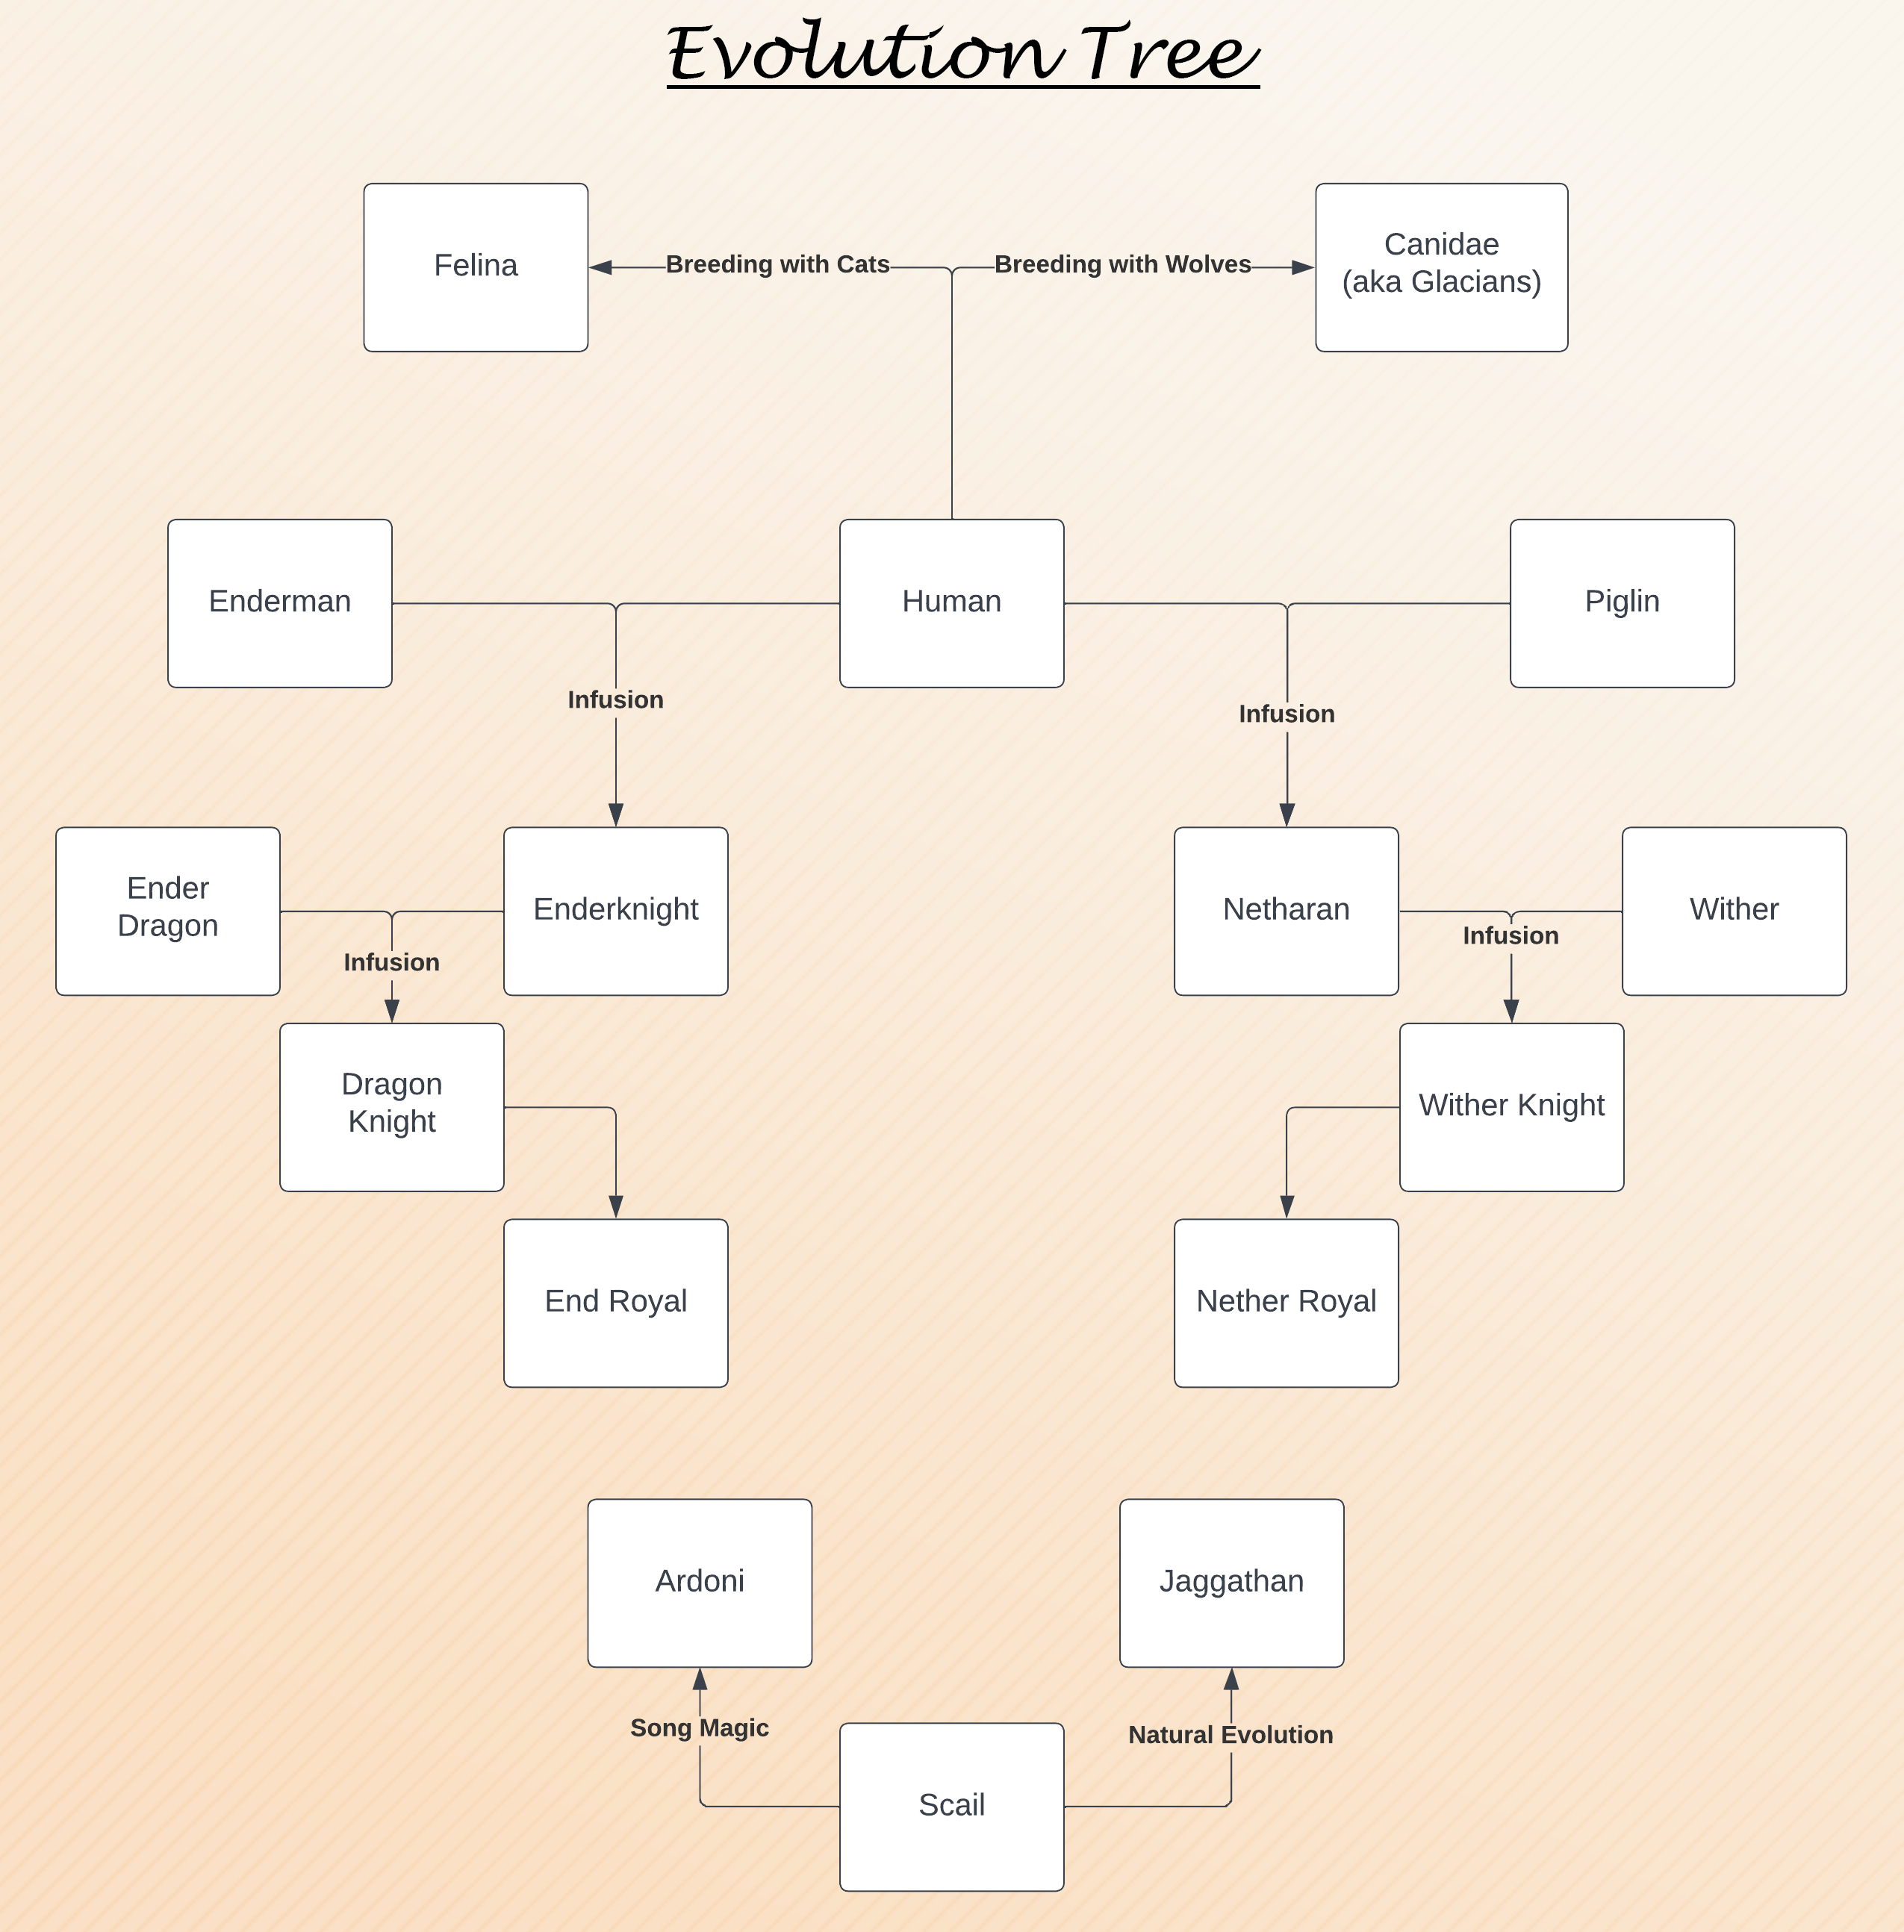 Evolution Tree
Felina
Breeding with Cats
Breeding with Wolves
Canidae
(aka Glacians)
Enderman
Human
Piglin
Infusion
Infusion
Ender
Dragon
Enderknight
Netharan
Wither
Infusion
Infusion
Dragon
Knight
Wither Knight
End Royal
Nether Royal
Ardoni
Jaggathan
Song Magic
Natural Evolution
Scail